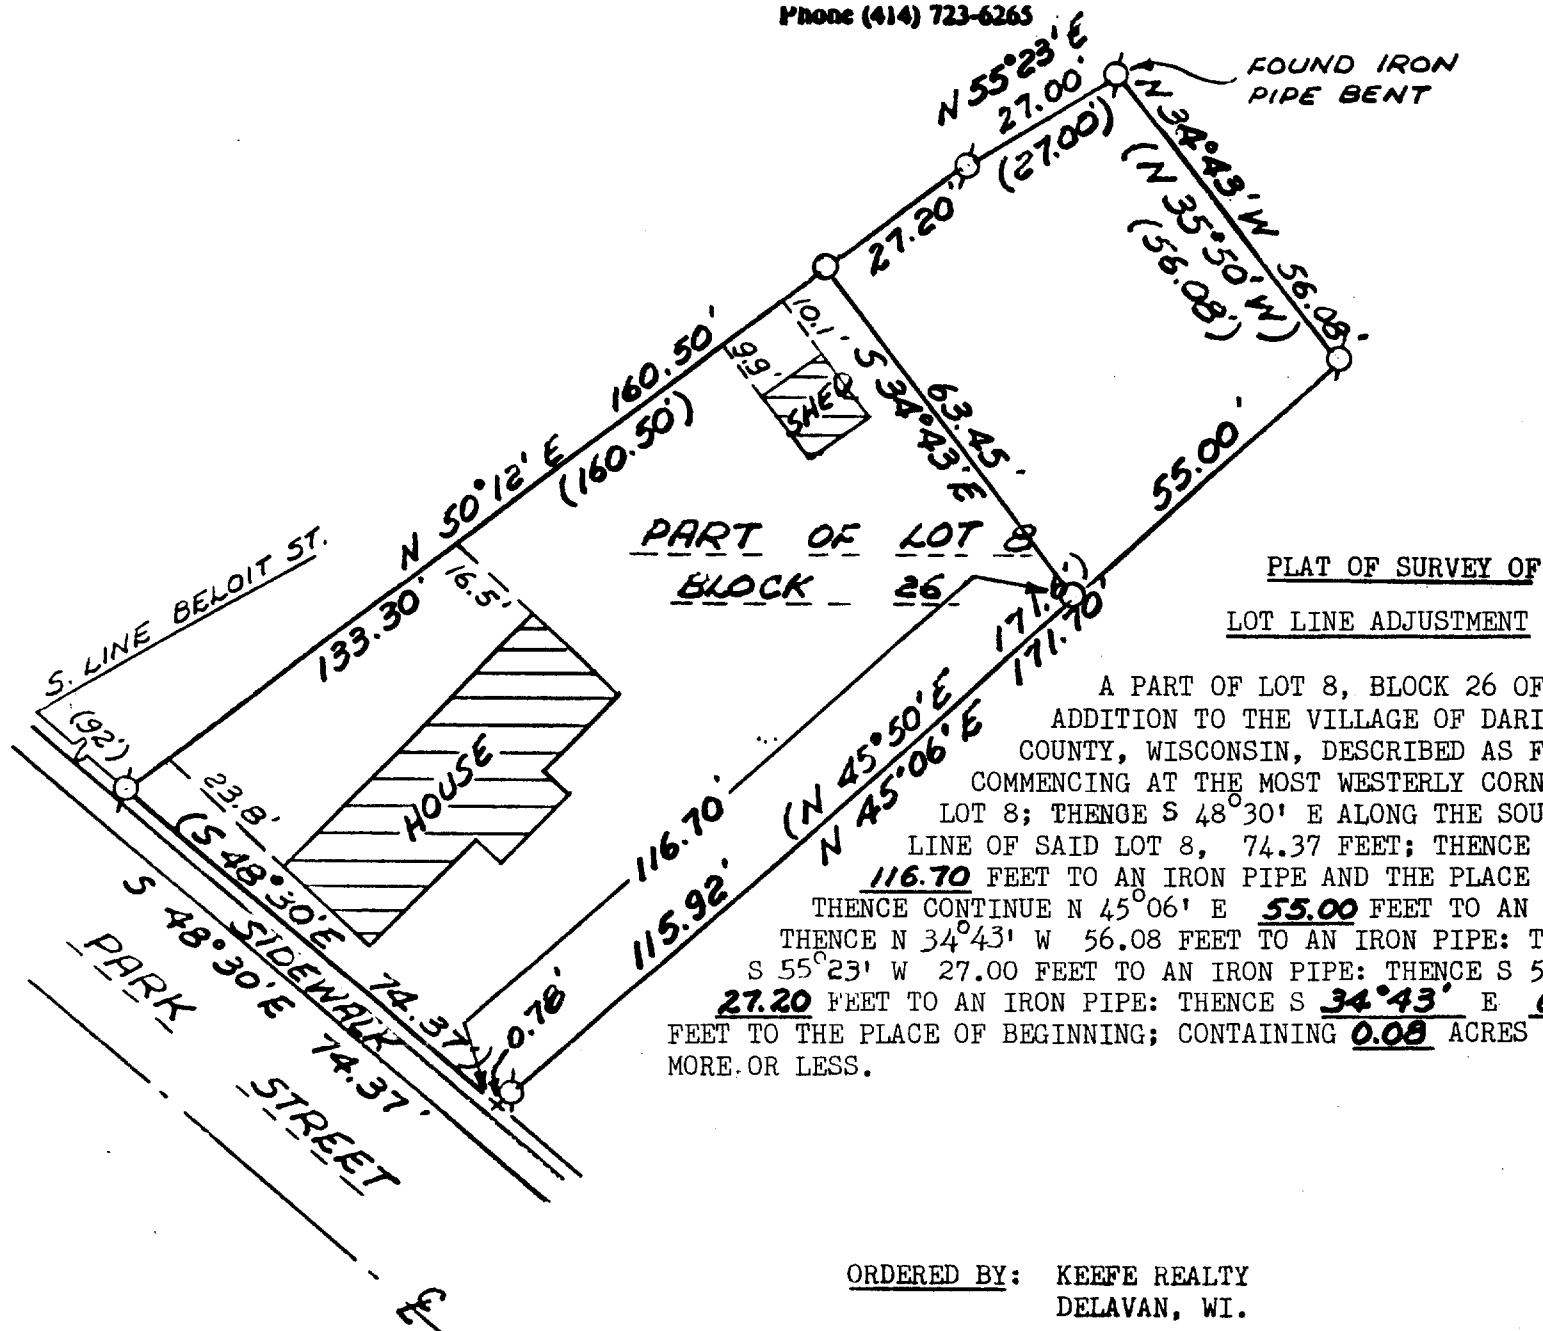 Phone (414) 723-6265
N 55°23' E
27.00'
(27.00')
FOUND IRON
PIPE BENT
N 34°43' W 56.08'
(N 35°50' W)
(56.08')
27.20'
160.50'
N 50°12' E
(160.50')
133.30'
10.1'
9.9'
SHED
S 34°43' E
63.45'
55.00'
PART OF LOT 8
BLOCK 26
16.5'
S. LINE BELOIT ST.
(92')
23.8'
HOUSE
116.70'
171.70'
(N 45°50' E
N 45°06' E
115.92'
0.78'
(S 48°30' E 74.37')
SIDEWALK
S 48°30' E 74.37'
PARK STREET
PLAT OF SURVEY OF
LOT LINE ADJUSTMENT
A PART OF LOT 8, BLOCK 26 OF
ADDITION TO THE VILLAGE OF DARI
COUNTY, WISCONSIN, DESCRIBED AS F
COMMENCING AT THE MOST WESTERLY CORN
LOT 8; THENCE S 48°30' E ALONG THE SOU
LINE OF SAID LOT 8, 74.37 FEET; THENCE
116.70 FEET TO AN IRON PIPE AND THE PLACE
THENCE CONTINUE N 45°06' E 55.00 FEET TO AN
THENCE N 34°43' W 56.08 FEET TO AN IRON PIPE: T
S 55°23' W 27.00 FEET TO AN IRON PIPE: THENCE S 5
27.20 FEET TO AN IRON PIPE: THENCE S 34°43' E
FEET TO THE PLACE OF BEGINNING; CONTAINING 0.08 ACRES
MORE OR LESS.
ORDERED BY: KEEFE REALTY
DELAVAN, WI.